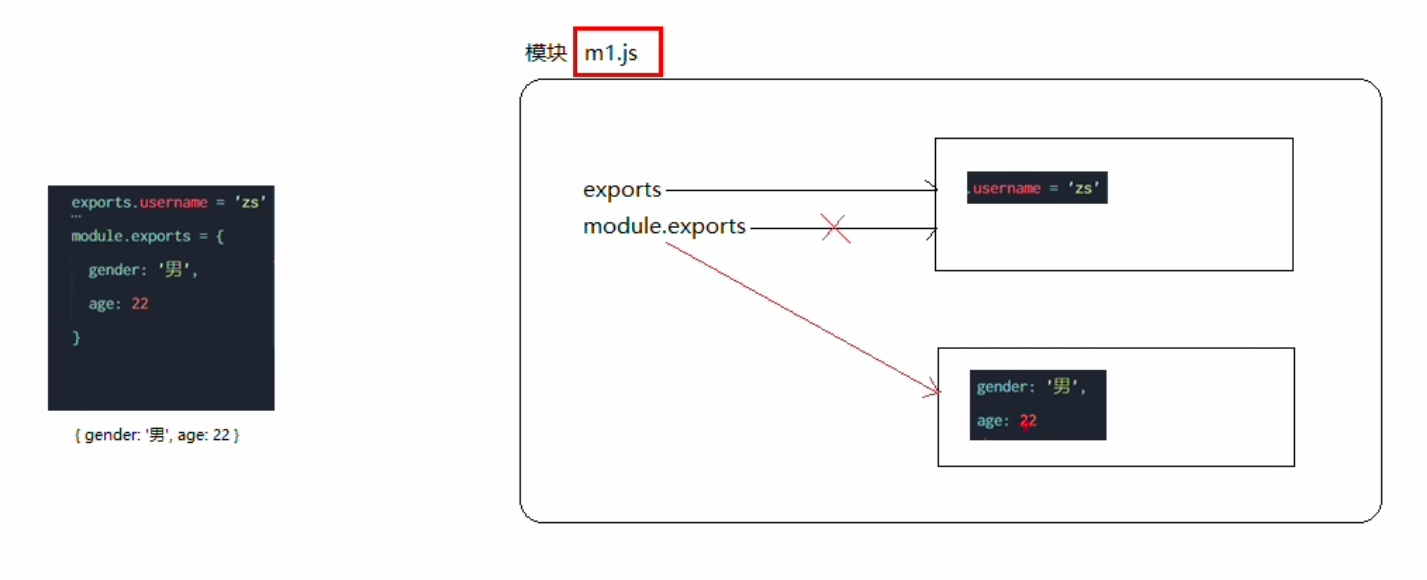 模块 m1.js
exports.username = 'zs'
...
module.exports = {
gender: '男',
age: 22
}
{ gender: '男', age: 22 }
exports
module.exports
.username = 'zs'
gender: '男',
age: 22